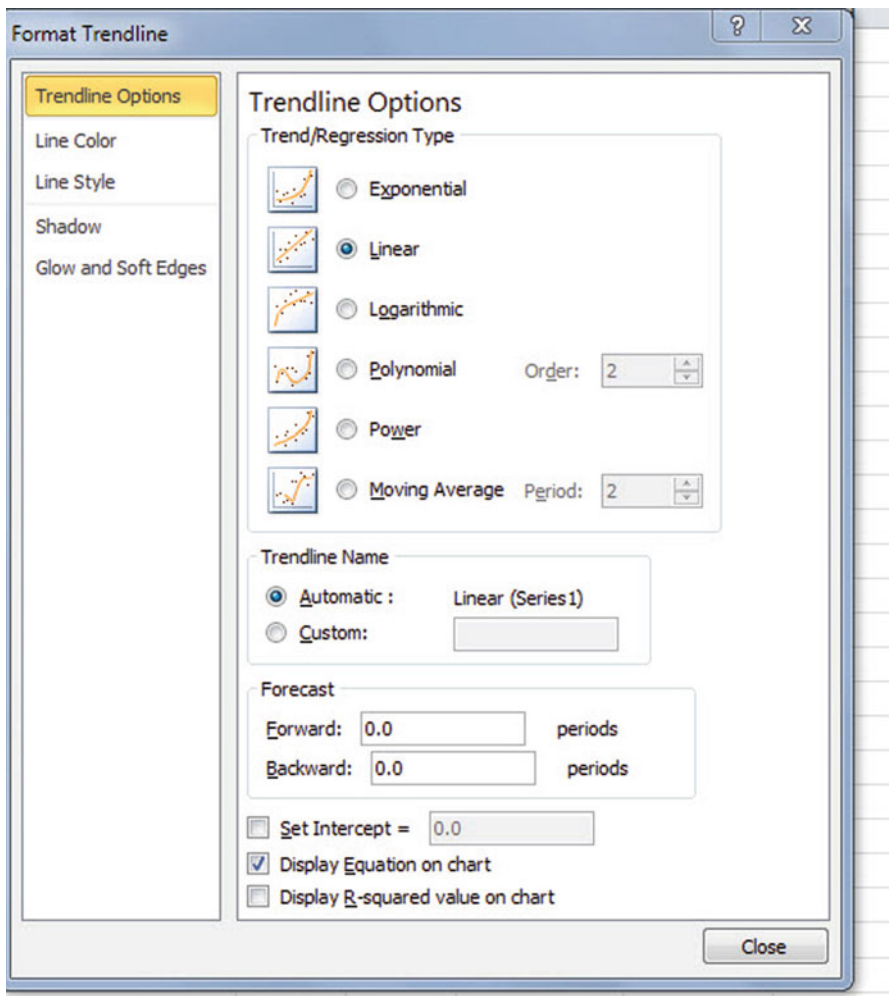 Format Trendline
?
Trendline Options
Line Color
Line Style
Shadow
Glow and Soft Edges
Trendline Options
Trend/Regression Type
Exponential
Linear
Logarithmic
Polynomial Order: 2
Power
Moving Average Period: 2
Trendline Name
Automatic : Linear (Series1)
Custom:
Forecast
Forward: 0.0 periods
Backward: 0.0 periods
Set Intercept = 0.0
Display Equation on chart
Display R-squared value on chart
Close